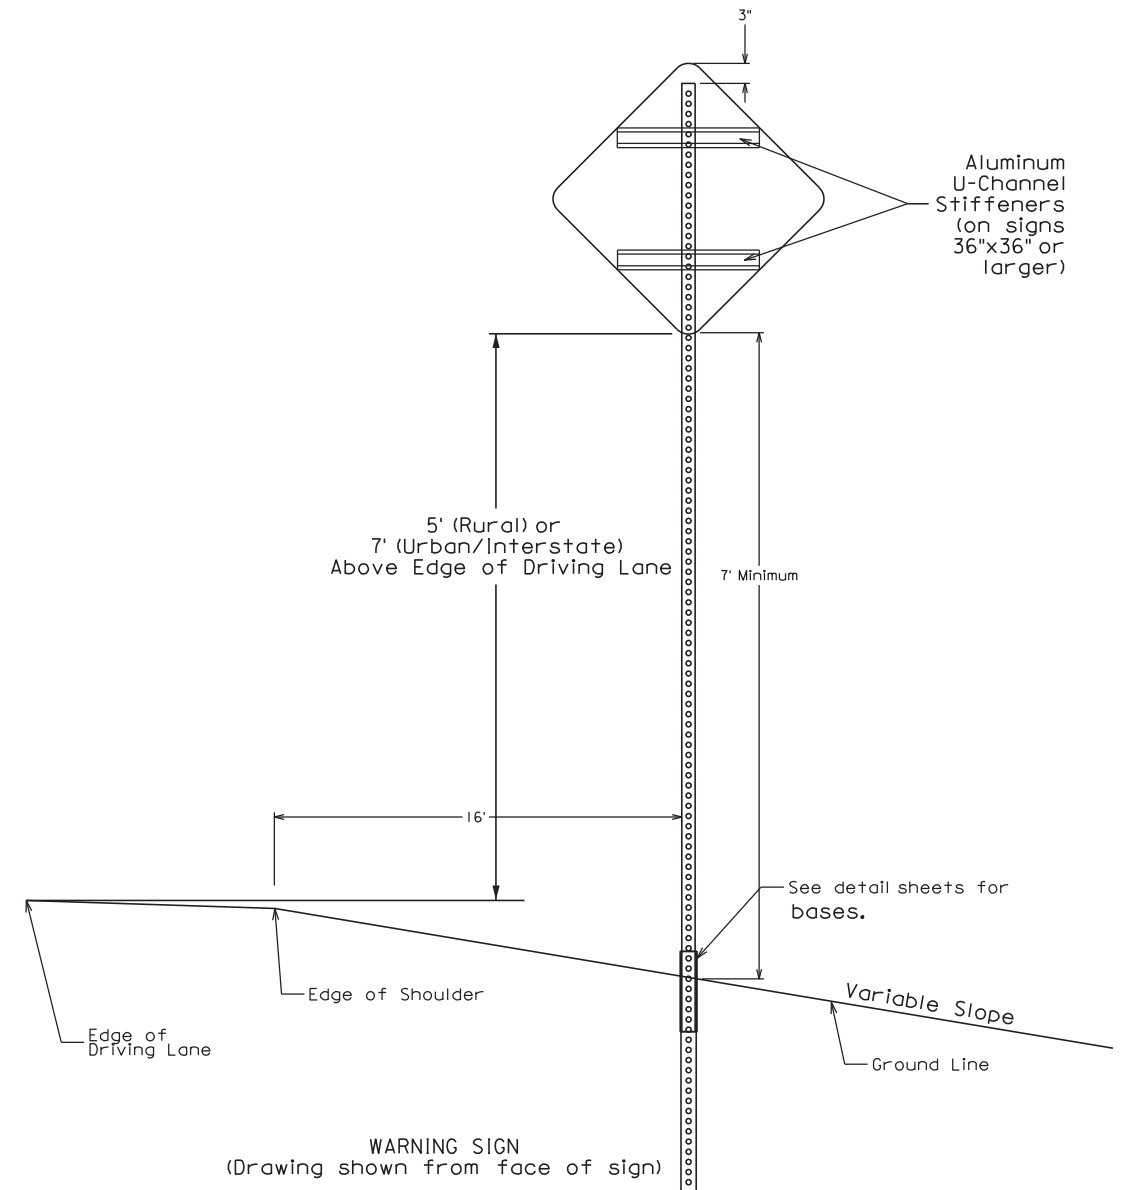 3"
Aluminum
U-Channel
Stiffeners
(on signs
36"x36" or
larger)
5' (Rural) or
7' (Urban/Interstate)
Above Edge of Driving Lane
7' Minimum
16'
See detail sheets for
bases.
Edge of Shoulder
Variable Slope
Edge of
Driving Lane
Ground Line
WARNING SIGN
(Drawing shown from face of sign)